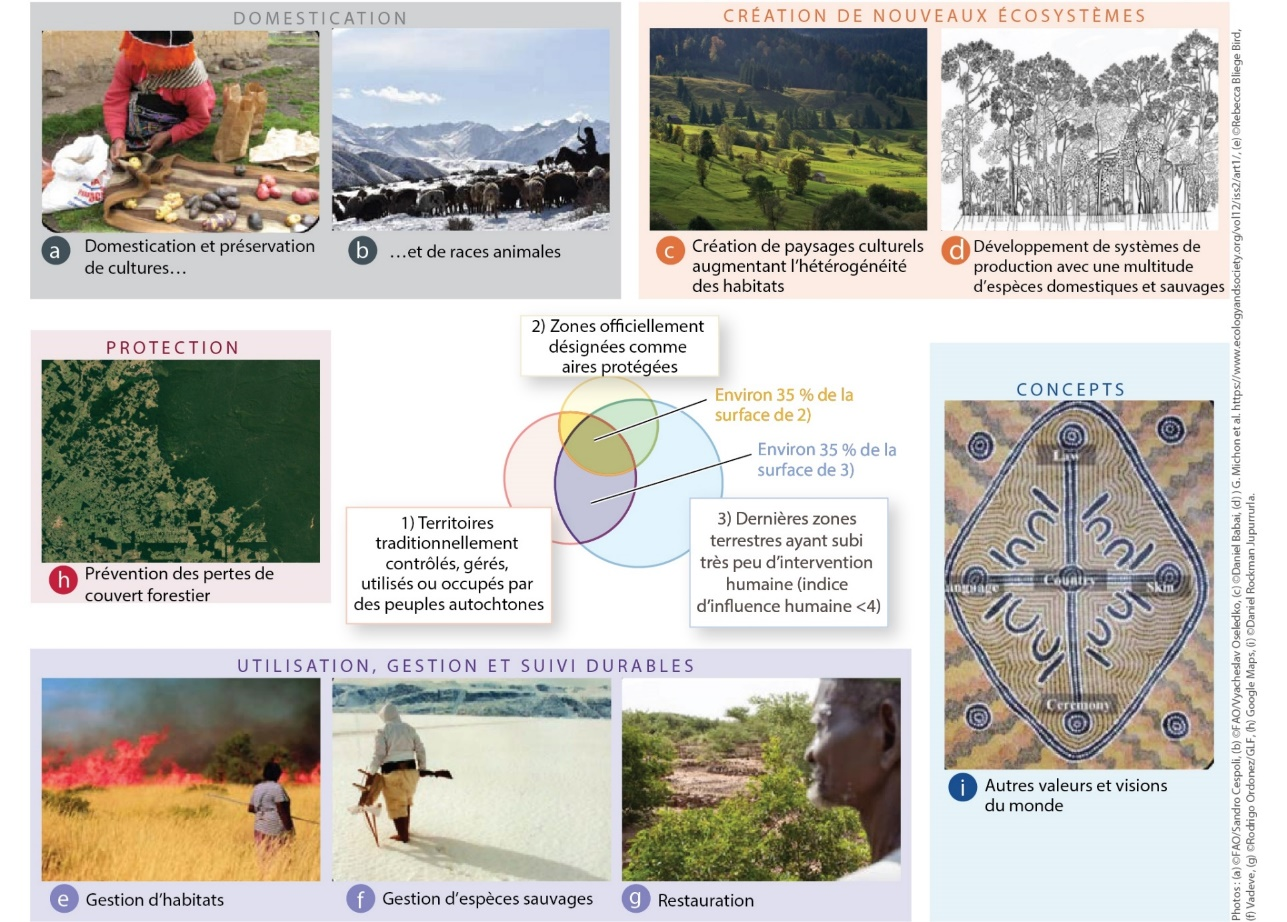 DOMESTICATION
a Domestication et préservation
de cultures…
b …et de races animales
CRÉATION DE NOUVEAUX ÉCOSYSTÈMES
c Création de paysages culturels
augmentant l’hétérogénéité
des habitats
d Développement de systèmes de
production avec une multitude
d’espèces domestiques et sauvages
PROTECTION
h Prévention des pertes de
couvert forestier
2) Zones officiellement
désignées comme
aires protégées
Environ 35 % de la
surface de 2)
Environ 35 % de la
surface de 3)
1) Territoires
traditionnellement
contrôlés, gérés,
utilisés ou occupés par
des peuples autochtones
3) Dernières zones
terrestres ayant subi
très peu d’intervention
humaine (indice
d’influence humaine <4)
CONCEPTS
Law
anguage
Country
Skin
Ceremony
i Autres valeurs et visions
du monde
UTILISATION, GESTION ET SUIVI DURABLES
e Gestion d’habitats
f Gestion d’espèces sauvages
g Restauration
Photos : (a) ©FAO/Sandro Cespoli, (b) ©FAO/Vyacheslav Oseledko, (c) ©Daniel Babai, (d) ) G. Michon et al. https://www.ecologyandsociety.org/vol12/iss2/art1/, (e) ©Rebecca Bliege Bird,
(f) Vadeve, (g) ©Rodrigo Ordonez/GLF, (h) Google Maps, (i) ©Daniel Rockman Jupurrurla.